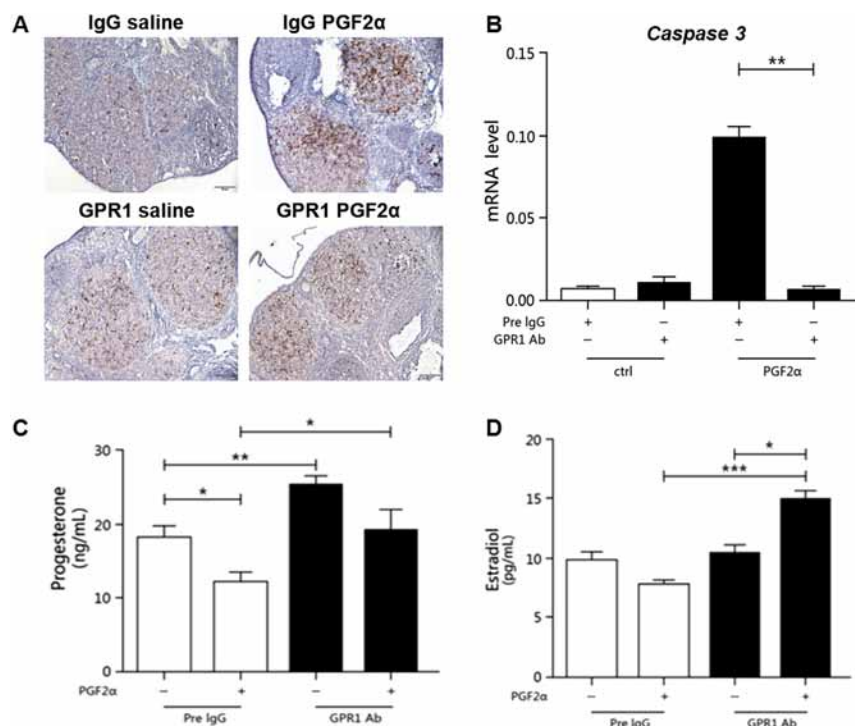 A
IgG saline
IgG PGF2α
GPR1 saline
GPR1 PGF2α
B
Caspase 3
mRNA level
0.15
0.10
0.05
0.00
**
Pre IgG + – + –
GPR1 Ab – + – +
ctrl
PGF2α
C
Progesterone
(ng/mL)
30
20
10
0
*
**
*
PGF2α – + – +
Pre IgG
GPR1 Ab
D
Estradiol
(pg/mL)
20
15
10
5
0
*
***
PGF2α – + – +
Pre IgG
GPR1 Ab